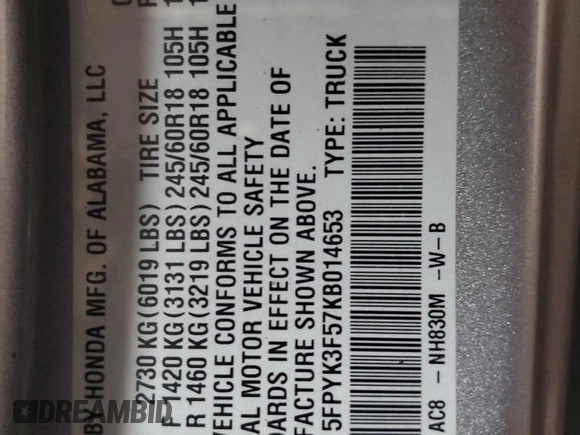 BY HONDA MFG. OF ALABAMA, LLC
2730 KG(6019 LBS) TIRE SIZE
F 1420 KG(3131 LBS) 245/60R18 105H
R 1460 KG(3219 LBS) 245/60R18 105H
VEHICLE CONFORMS TO ALL APPLICABLE
AL MOTOR VEHICLE SAFETY
DARDS IN EFFECT ON THE DATE OF
FACTURE SHOWN ABOVE.
5FPYK3F57KB014653 TYPE: TRUCK
AC8 - NH830M -W-B
DREAMBID